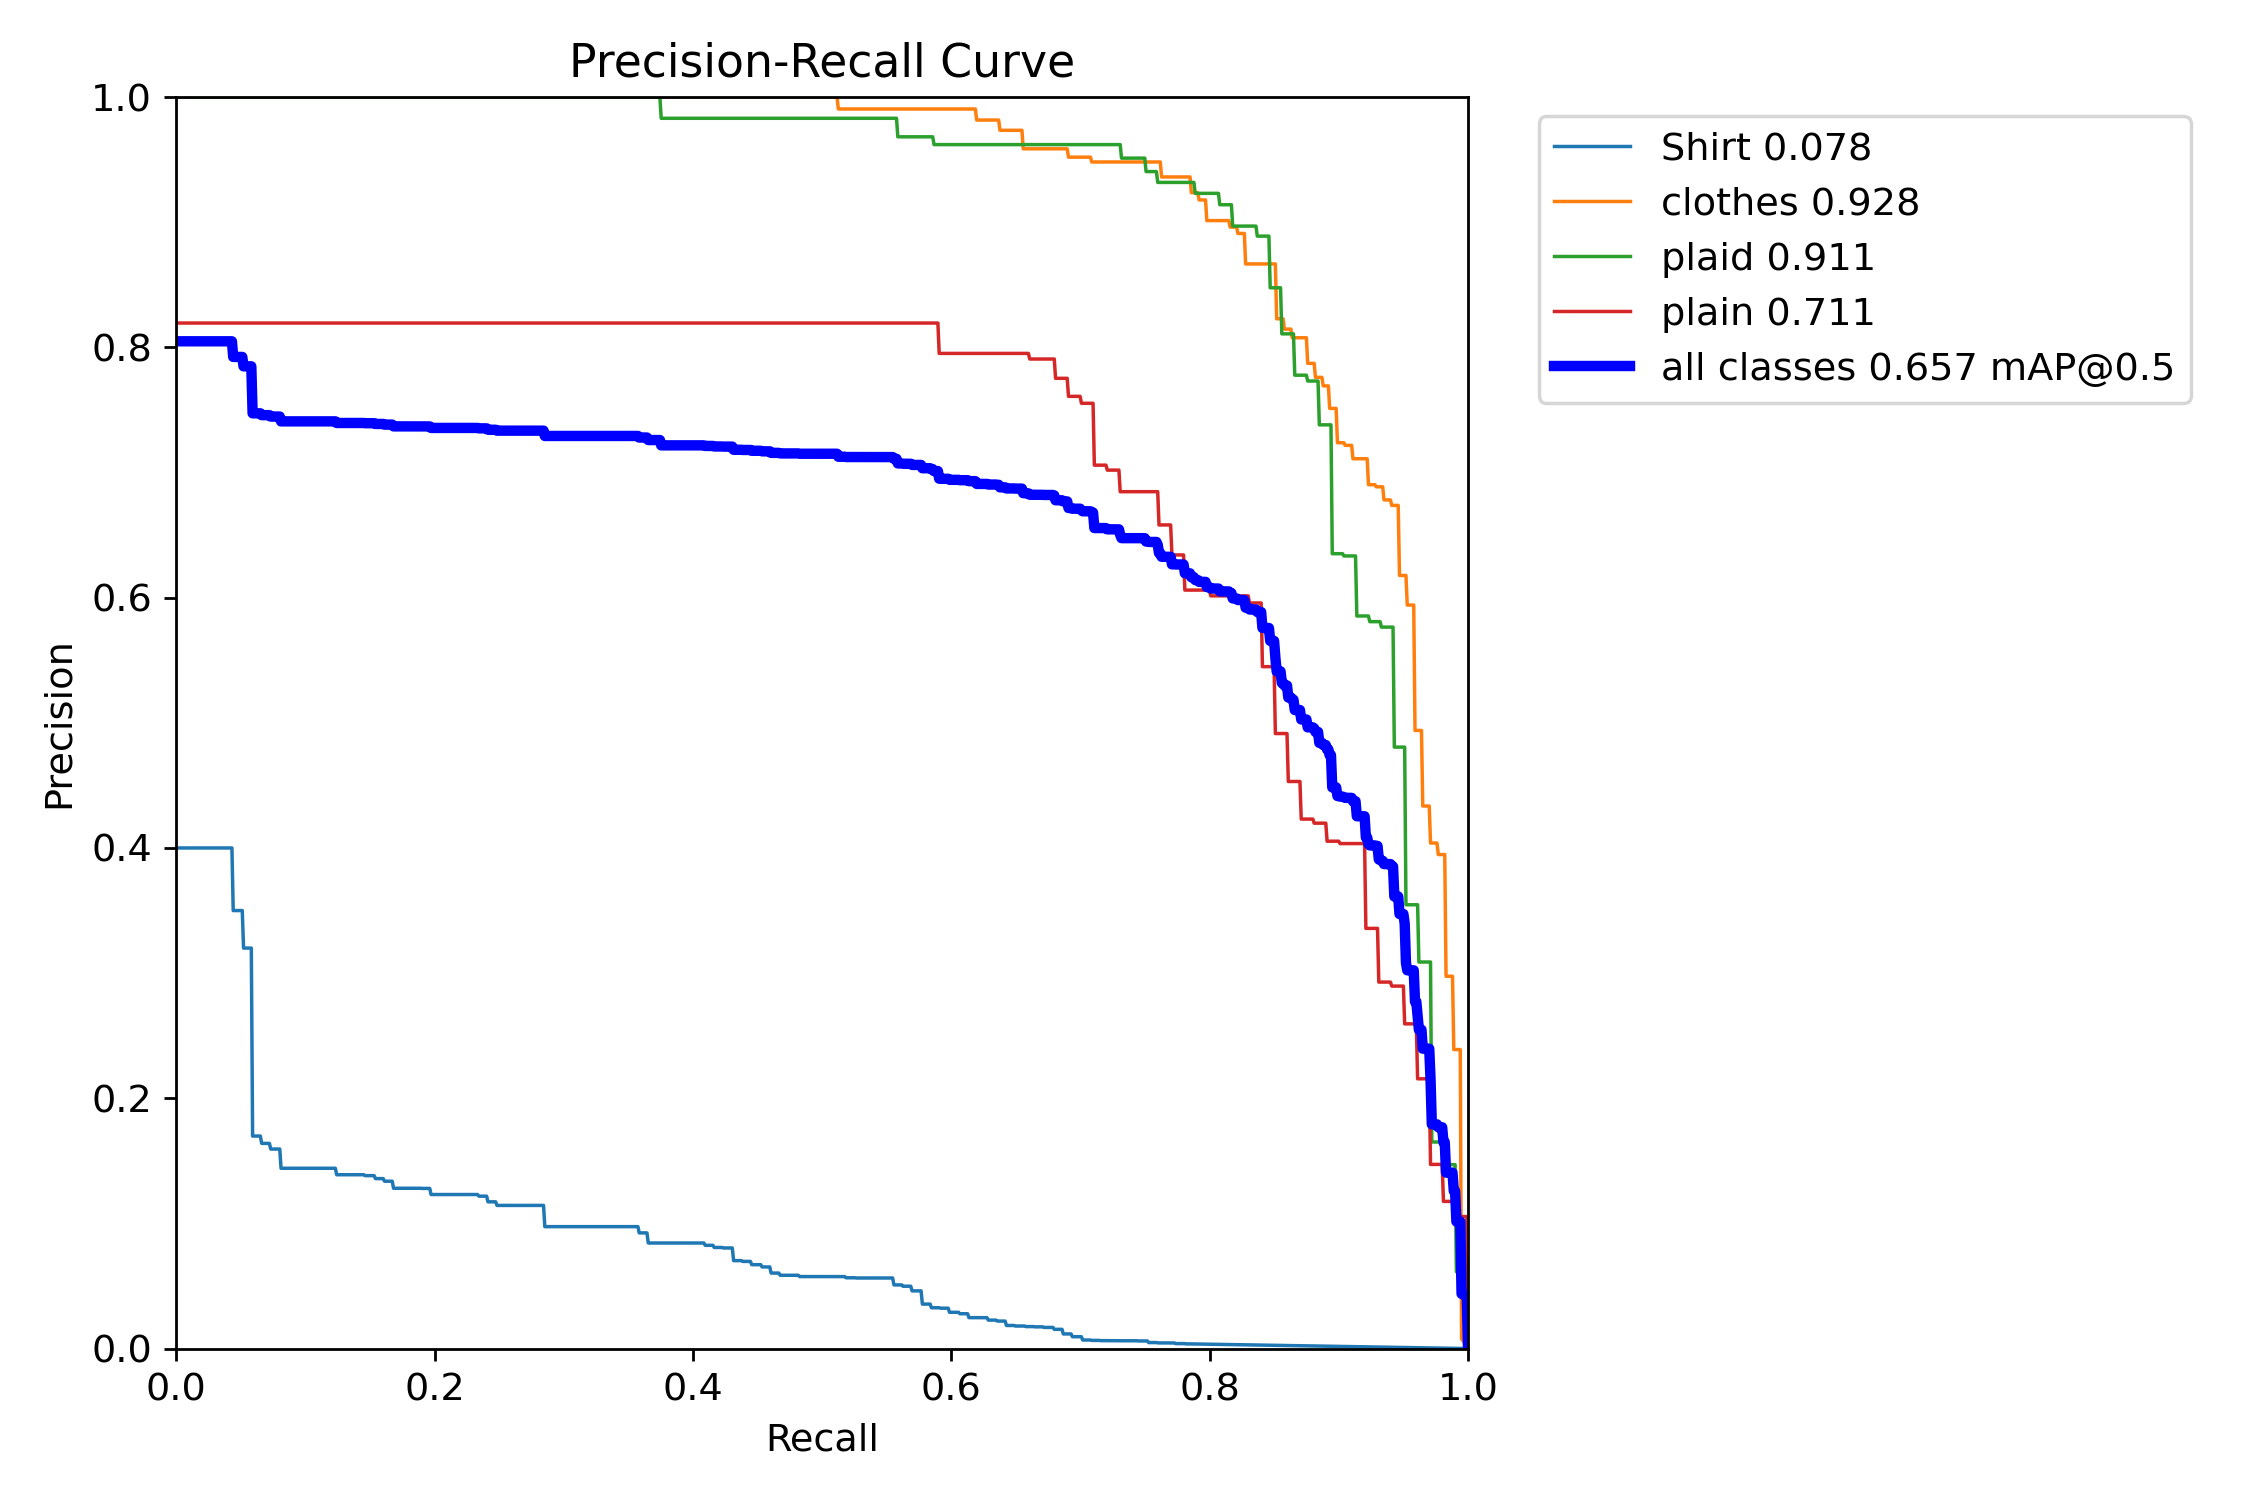 Precision-Recall Curve
1.0
0.8
0.6
0.4
0.2
0.0
Precision
0.0 0.2 0.4 0.6 0.8 1.0
Recall
Shirt 0.078
clothes 0.928
plaid 0.911
plain 0.711
all classes 0.657 mAP@0.5